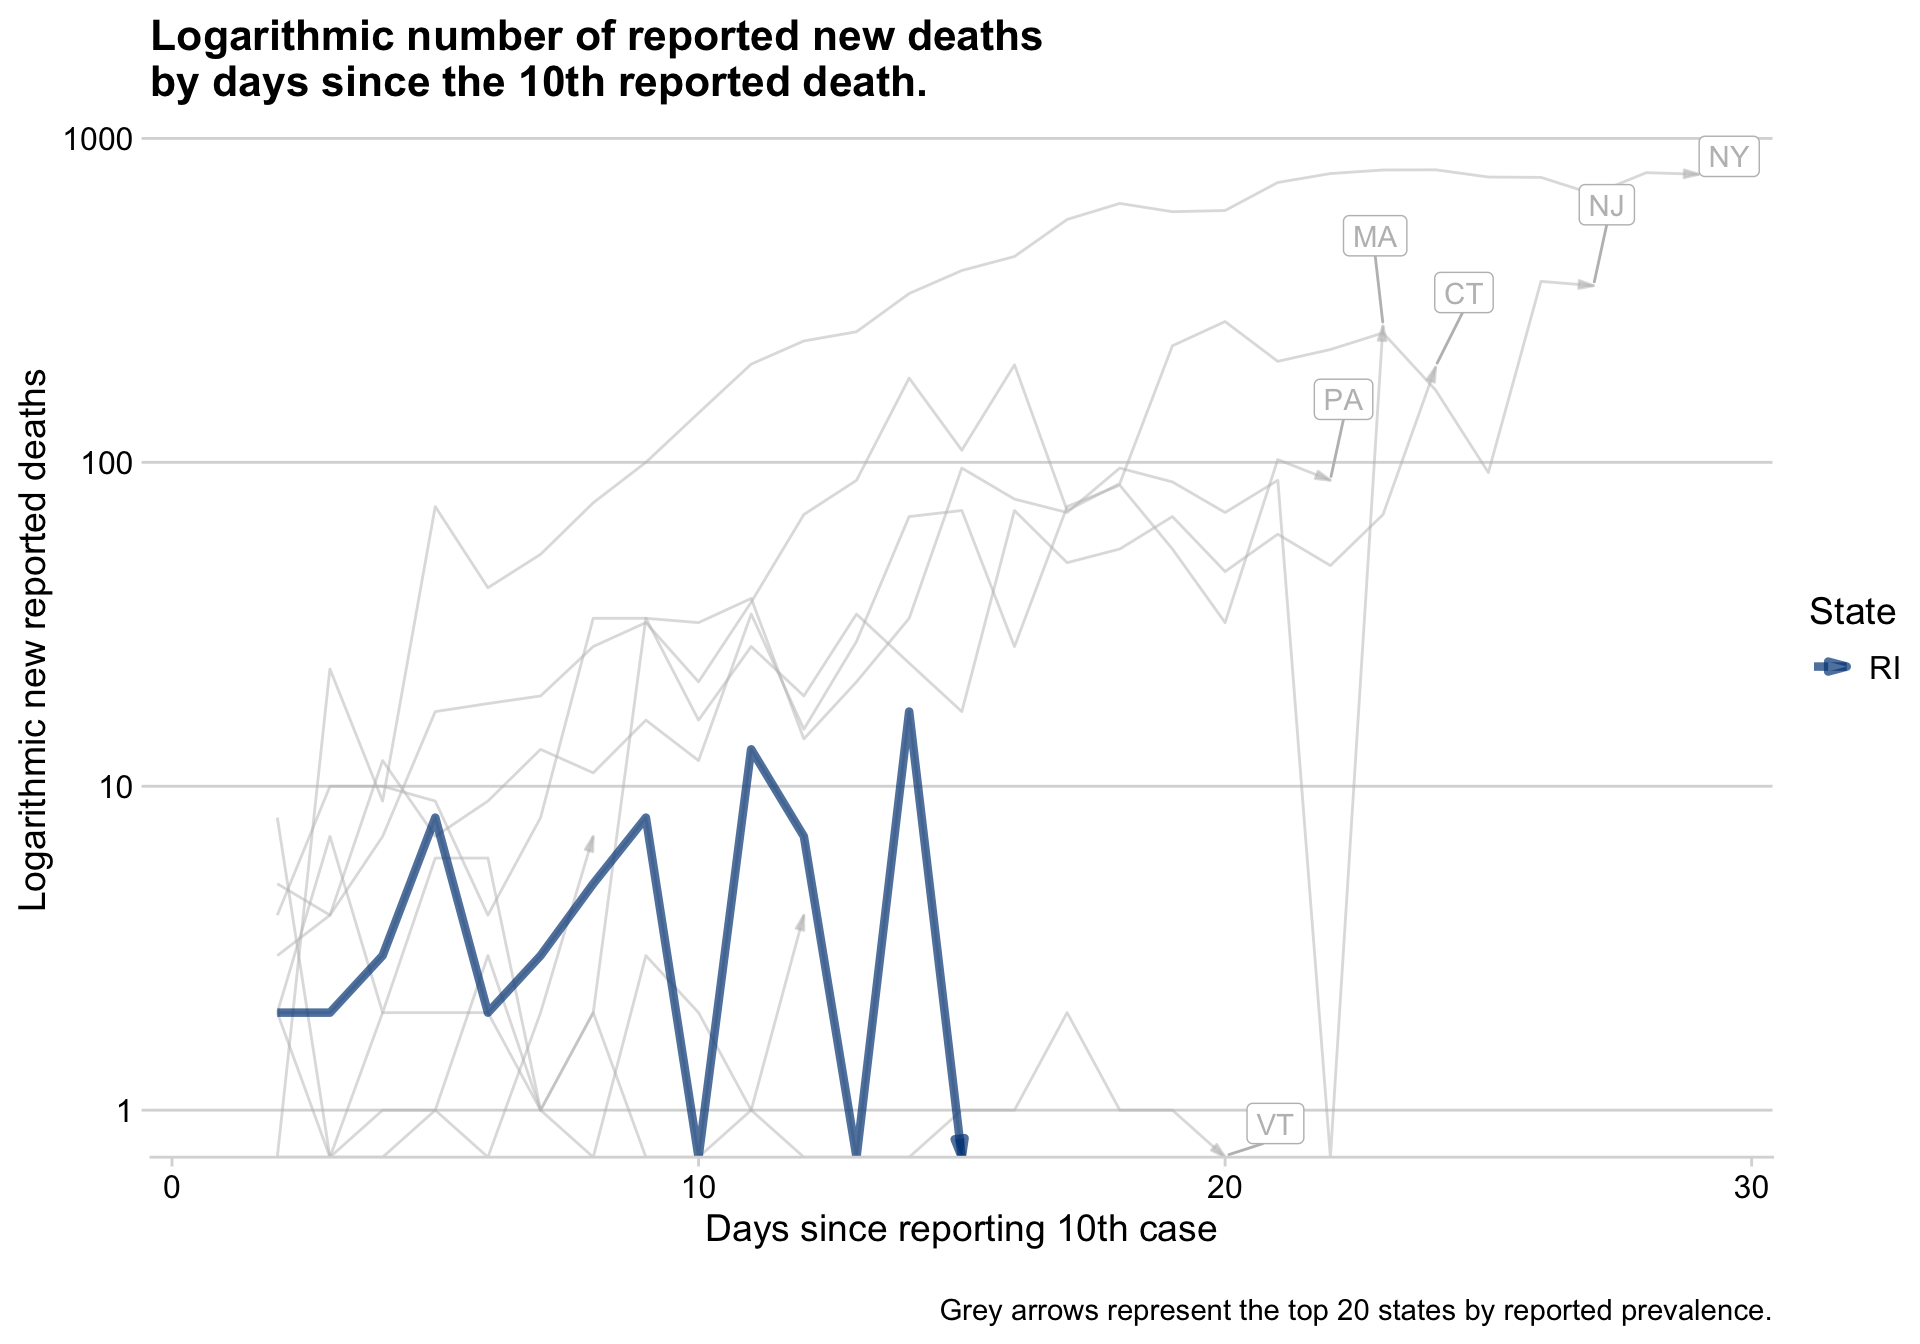 Logarithmic number of reported new deaths
by days since the 10th reported death.
1000
100
10
1
Logarithmic new reported deaths
NY
NJ
MA
CT
PA
VT
State
RI
0
10
20
30
Days since reporting 10th case
Grey arrows represent the top 20 states by reported prevalence.